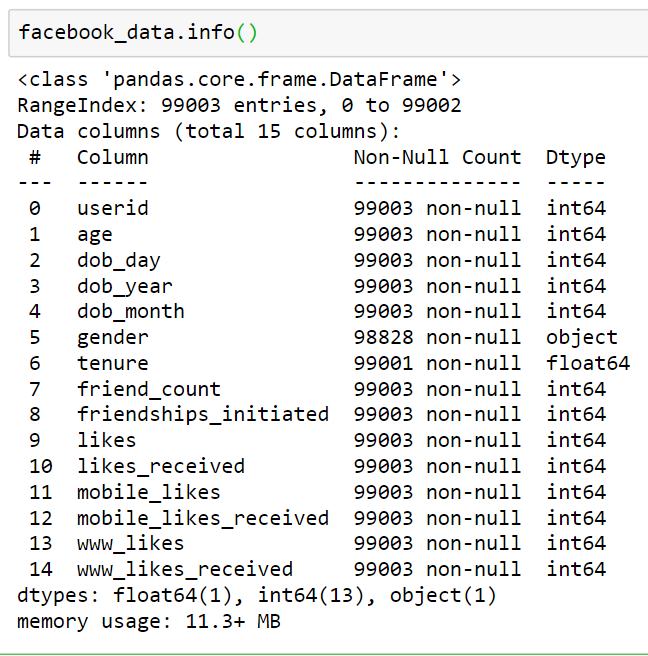 facebook_data.info()
<class 'pandas.core.frame.DataFrame'>
RangeIndex: 99003 entries, 0 to 99002
Data columns (total 15 columns):
 #   Column                 Non-Null Count  Dtype
---  ------                 --------------  -----
 0   userid                 99003 non-null  int64
 1   age                    99003 non-null  int64
 2   dob_day                99003 non-null  int64
 3   dob_year               99003 non-null  int64
 4   dob_month              99003 non-null  int64
 5   gender                 98828 non-null  object
 6   tenure                 99001 non-null  float64
 7   friend_count           99003 non-null  int64
 8   friendships_initiated  99003 non-null  int64
 9   likes                  99003 non-null  int64
 10  likes_received         99003 non-null  int64
 11  mobile_likes           99003 non-null  int64
 12  mobile_likes_received  99003 non-null  int64
 13  www_likes              99003 non-null  int64
 14  www_likes_received     99003 non-null  int64
dtypes: float64(1), int64(13), object(1)
memory usage: 11.3+ MB